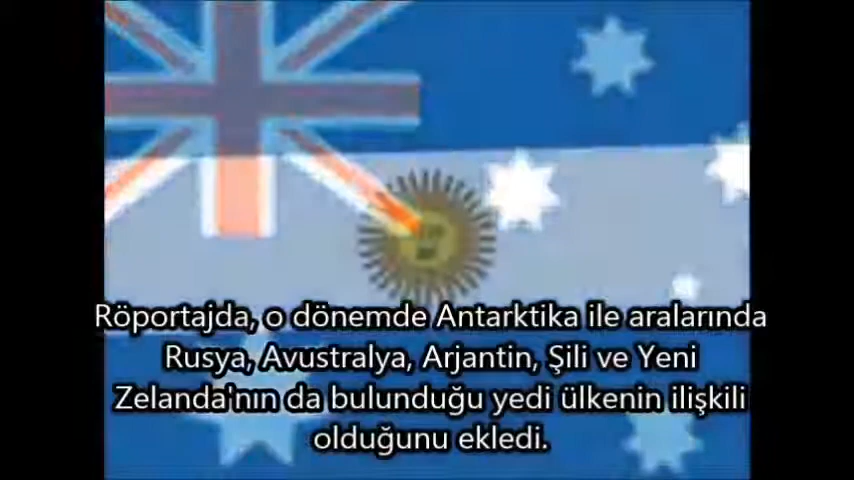 Röportajda, o dönemde Antarktika ile aralarında
Rusya, Avustralya, Arjantin, Şili ve Yeni
Zelanda'nın da bulunduğu yedi ülkenin ilişkili
olduğunu ekledi.